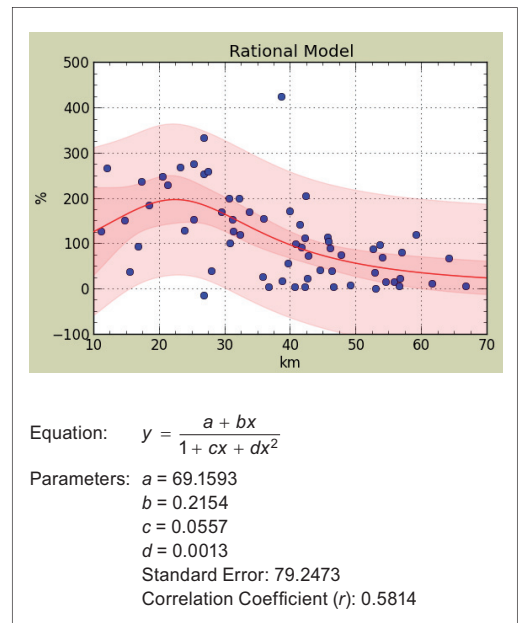 Rational Model
500
400
300
200
100
0
−100
%
10 20 30 40 50 60 70
km
Equation: y = a + bx / 1 + cx + dx²
Parameters: a = 69.1593
b = 0.2154
c = 0.0557
d = 0.0013
Standard Error: 79.2473
Correlation Coefficient (r): 0.5814